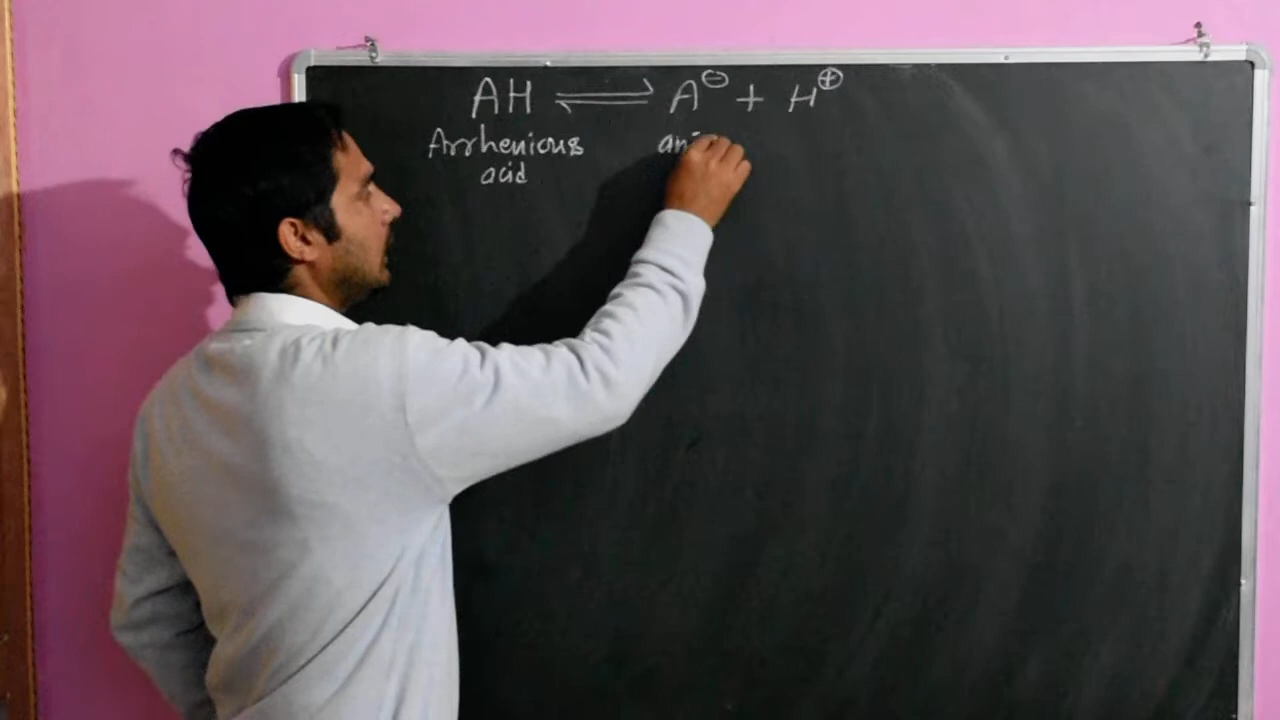 AH ⇌ A⊖ + H⊕
Arrhenious
acid